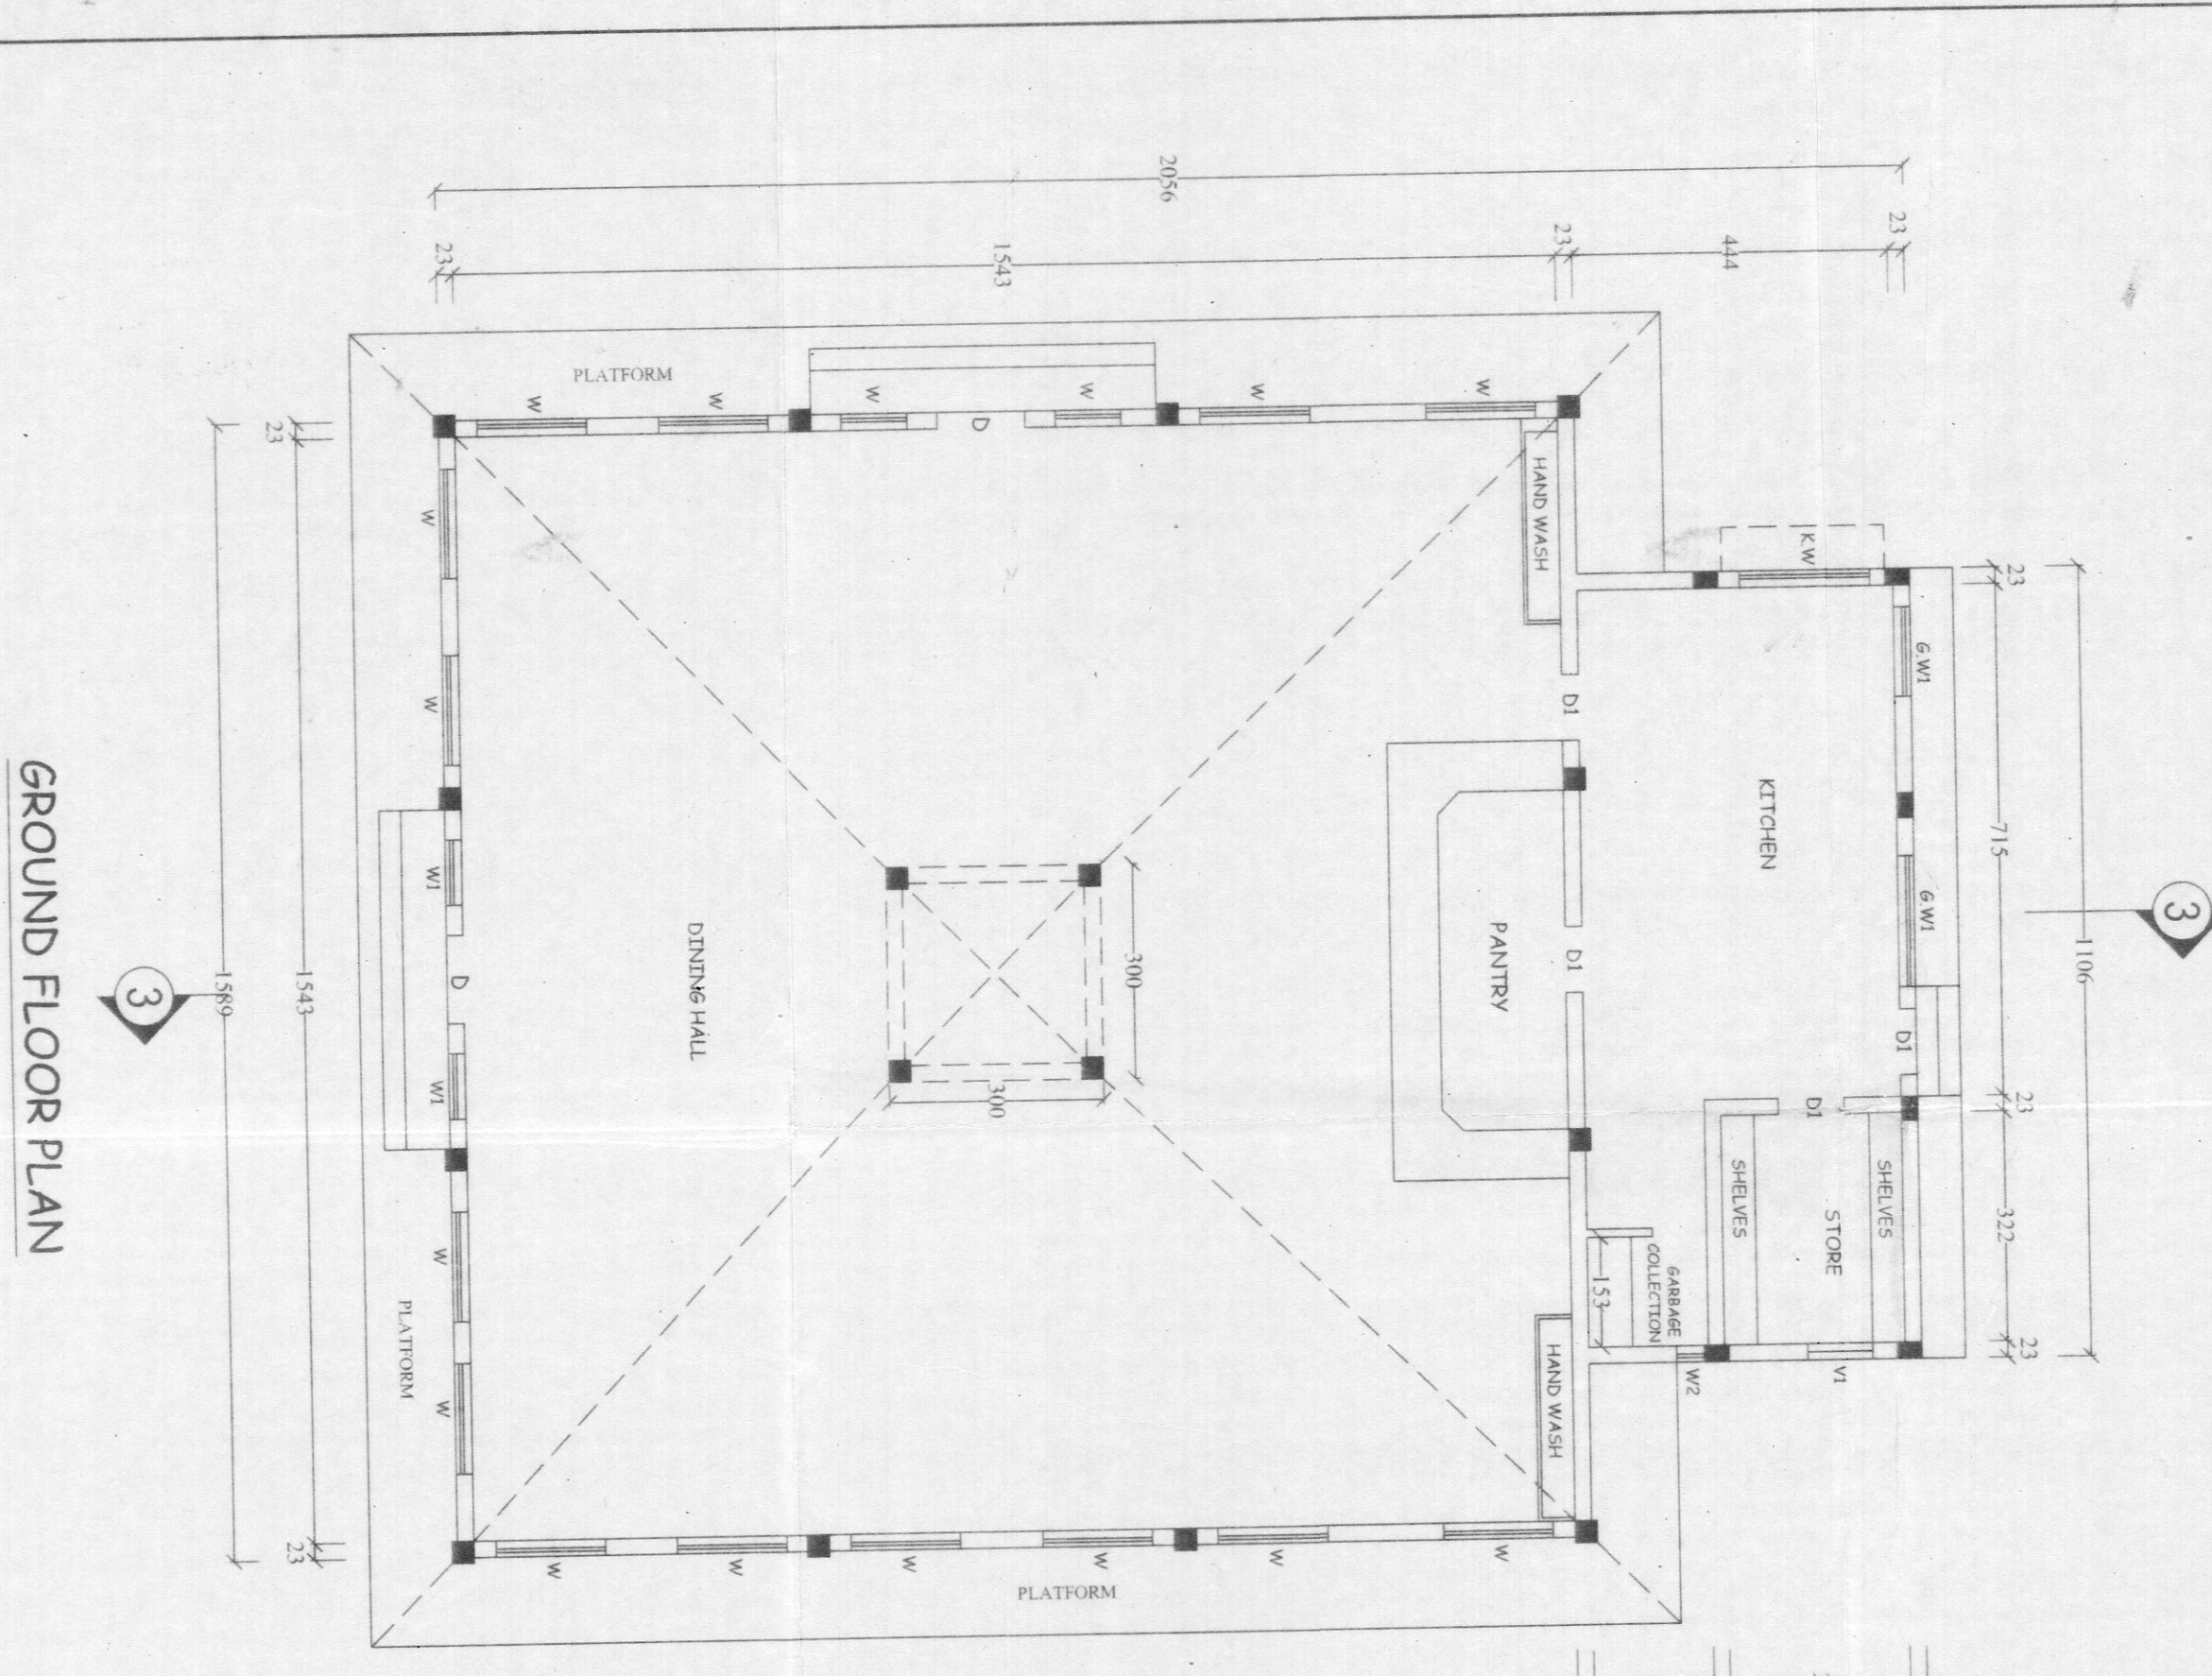 2056
23
1543
23
444
23
PLATFORM
W
W
W
D
W
W
W
23
1543
23
1589
W
W
W1
D
W1
W
W
PLATFORM
HAND WASH
K.W
G.W1
G.W1
D1
KITCHEN
D1
D1
PANTRY
DINING HALL
300
300
D1
SHELVES
SHELVES
STORE
GARBAGE
COLLECTION
153
W2
V1
HAND WASH
23
715
23
322
23
1106
3
3
W
W
W
W
W
W
PLATFORM
GROUND FLOOR PLAN